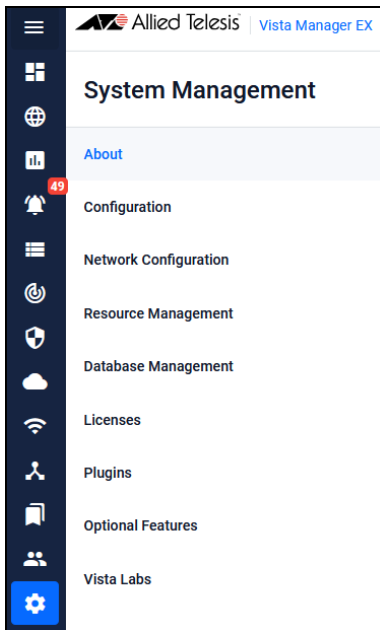 Allied Telesis Vista Manager EX
System Management
About
49
Configuration
Network Configuration
Resource Management
Database Management
Licenses
Plugins
Optional Features
Vista Labs